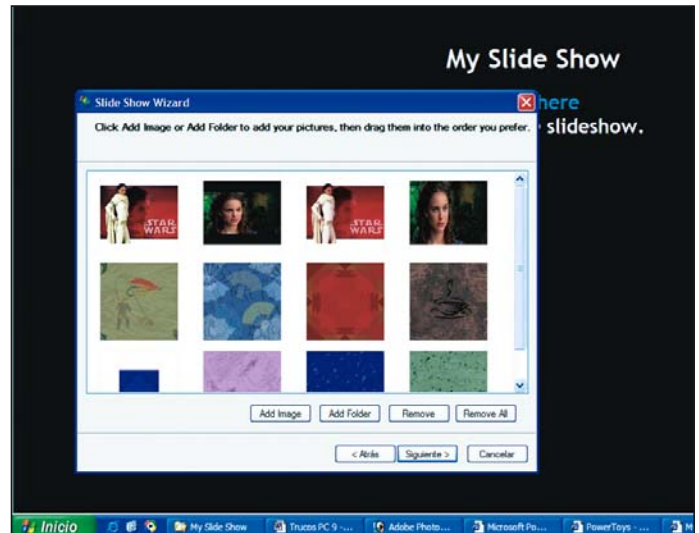 My Slide Show
here
slideshow.
Slide Show Wizard
Click Add Image or Add Folder to add your pictures, then drag them into the order you prefer.
STAR
WARS
STAR
WARS
Add Image Add Folder Remove Remove All
< Atrás Siguiente > Cancelar
Inicio My Slide Show Trucos PC 9 -... Adobe Photo... Microsoft Po... PowerToys - ... M